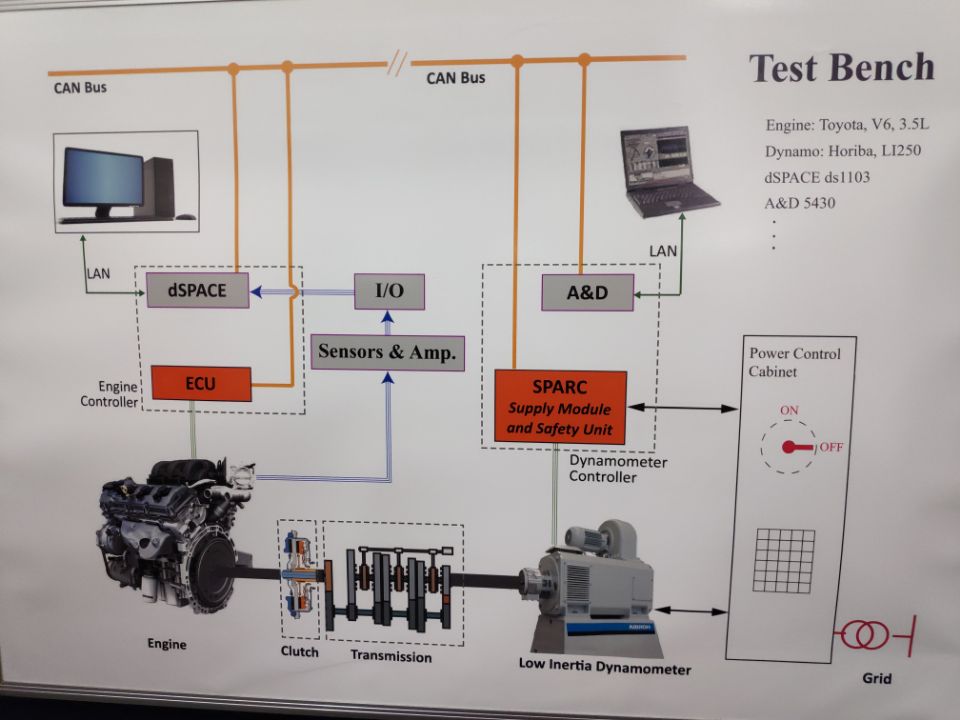 CAN Bus
CAN Bus
Test Bench
Engine: Toyota, V6, 3.5L
Dynamo: Horiba, LI250
dSPACE ds1103
A&D 5430
LAN
dSPACE
I/O
Sensors & Amp.
ECU
Engine
Controller
LAN
A&D
SPARC
Supply Module
and Safety Unit
Dynamometer
Controller
Power Control
Cabinet
ON
OFF
Engine
Clutch
Transmission
Low Inertia Dynamometer
Grid